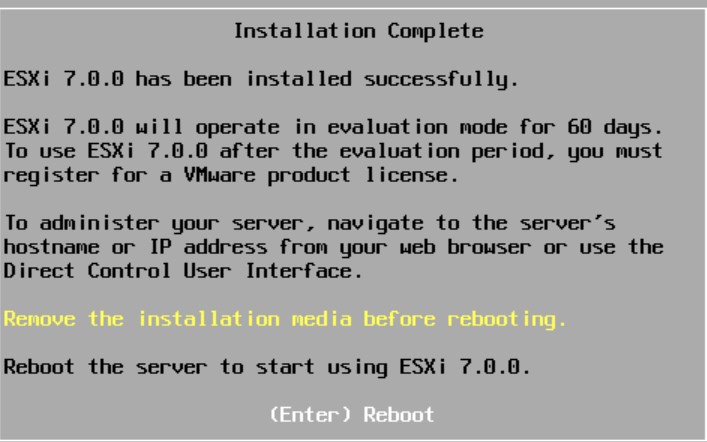 Installation Complete
ESXi 7.0.0 has been installed successfully.
ESXi 7.0.0 will operate in evaluation mode for 60 days.
To use ESXi 7.0.0 after the evaluation period, you must
register for a VMware product license.
To administer your server, navigate to the server's
hostname or IP address from your web browser or use the
Direct Control User Interface.
Remove the installation media before rebooting.
Reboot the server to start using ESXi 7.0.0.
(Enter) Reboot